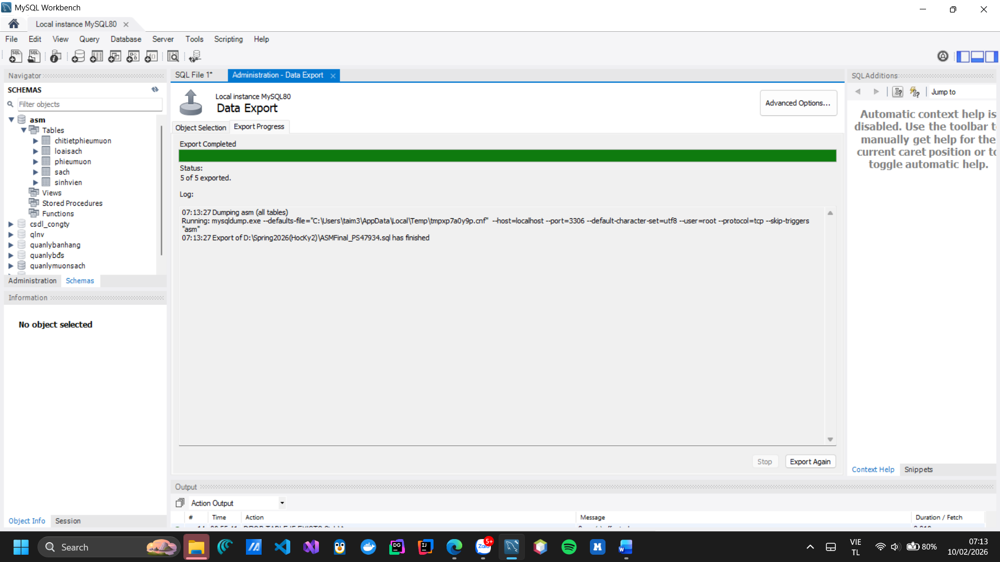 MySQL Workbench
Local instance MySQL80
File Edit View Query Database Server Tools Scripting Help
Navigator
SCHEMAS
Filter objects
asm
Tables
chitietphieumuon
loaisach
phieumuon
sach
sinhvien
Views
Stored Procedures
Functions
csdl_congty
qlnv
quanlybanhang
quanlybđs
quanlymuonsach
Administration Schemas
Information
No object selected
Object Info Session
SQL File 1* Administration - Data Export
Local instance MySQL80
Data Export
Advanced Options...
Object Selection Export Progress
Export Completed
Status:
5 of 5 exported.
Log:
07:13:27 Dumping asm (all tables)
Running: mysqldump.exe --defaults-file="C:\Users\taim3\AppData\Local\Temp\tmpxp7a0y9p.cnf" --host=localhost --port=3306 --default-character-set=utf8 --user=root --protocol=tcp --skip-triggers
"asm"
07:13:27 Export of D:\Spring2026(HocKy2)\ASMFinal_PS47934.sql has finished
Stop Export Again
Output
Action Output
# Time Action Message Duration / Fetch
SQLAdditions
Jump to
Automatic context help is
disabled. Use the toolbar t
manually get help for the
current caret position or to
toggle automatic help.
Context Help Snippets
Search
5+
Zalo
VIE
TL
80%
07:13
10/02/2026